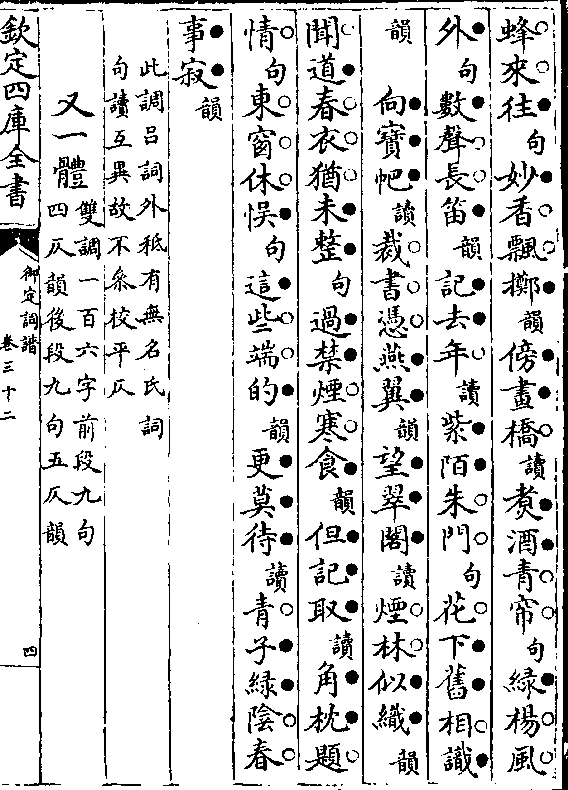 蜂來往句妙香飄擲韻傍畫橋讀煮酒青帘句綠楊風
外句數聲長笛韻記去年讀紫陌朱門句花下舊相識
韻
向寶帊讀裁書憑燕翼韻望翠閣讀煙林似織韻
聞道春衣猶未整句過禁煙寒食韻但記取讀角枕題
情句東窗休悞句這些端的韻更莫待讀青子綠陰春
事寂韻
此調呂詞外秪有無名氏詞
句讀互異故不叅校平仄
又一體雙調一百六字前段九句
四仄韻後段九句五仄韻
欽定四庫全書
御定詞譜
卷三十二
四